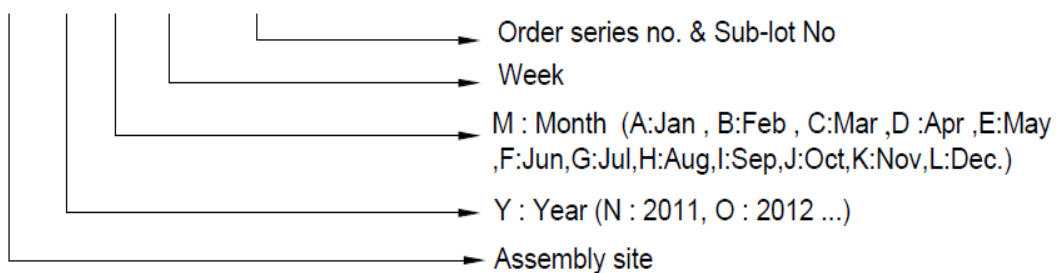 Order series no. & Sub-lot No
Week
M : Month (A:Jan , B:Feb , C:Mar ,D :Apr ,E:May
,F:Jun,G:Jul,H:Aug,I:Sep,J:Oct,K:Nov,L:Dec.)
Y : Year (N : 2011, O : 2012 ...)
Assembly site